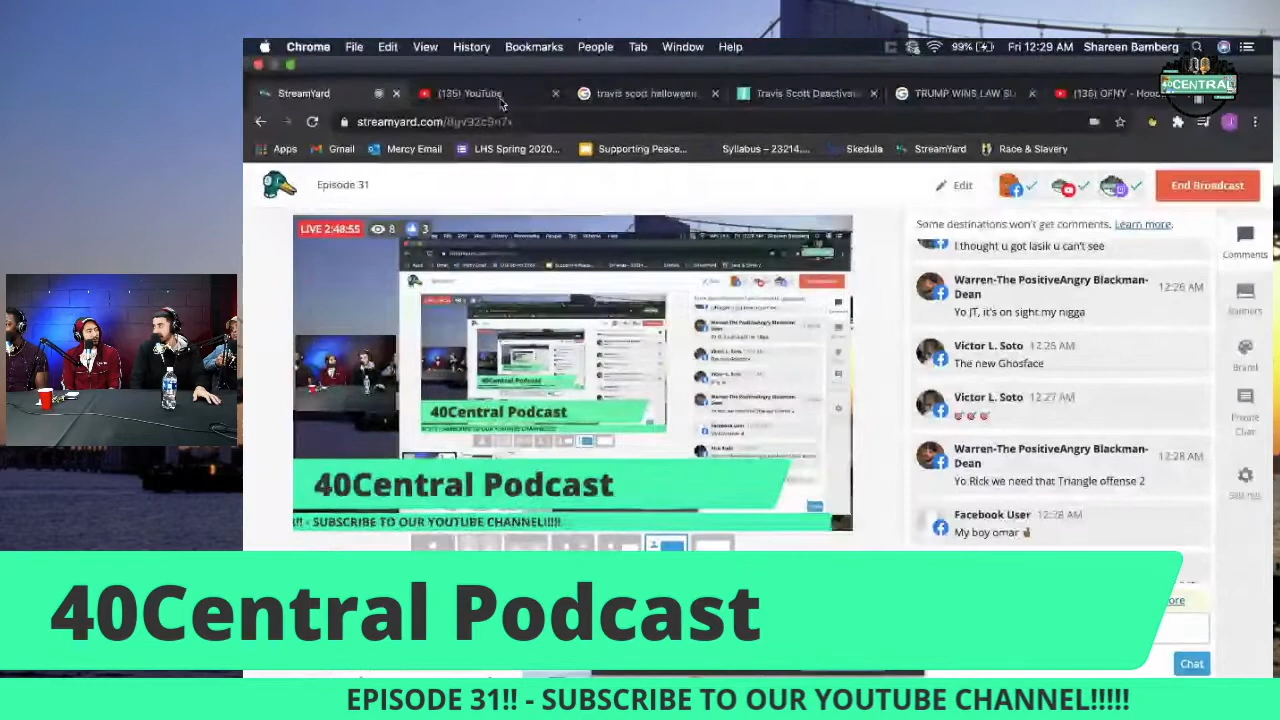 Chrome File Edit View History Bookmarks People Tab Window Help 99% Fri 12:29 AM Shareen Bamberg
40CENTRAL
StreamYard travis scott halloween Travis Scott Deactiva TRUMP WINS LAW SU
streamyard.com/
Apps Gmail Mercy Email LHS Spring 2020... Supporting Peace... Syllabus – 23214,... Skedula StreamYard Race & Slavery
Episode 31 Edit End Broadcast
Some destinations won't get comments. Learn more.
Comments
I thought u got lasik u can't see
Warren-The PositiveAngry Blackman-Dean 12:26 AM
Yo JT, it's on sight my nigga
Banners
Victor L. Soto 12:26 AM
The new Ghosface
Brand
Victor L. Soto 12:27 AM
Private Chat
Warren-The PositiveAngry Blackman-Dean 12:28 AM
Yo Rick we need that Triangle offense 2
Facebook User 12:28 AM
My boy omar
Chat
LIVE 2:48:55 8 3
40Central Podcast
40Central Podcast
40Central Podcast
!! - SUBSCRIBE TO OUR YOUTUBE CHANNEL!!!!!
40Central Podcast
EPISODE 31!! - SUBSCRIBE TO OUR YOUTUBE CHANNEL!!!!!